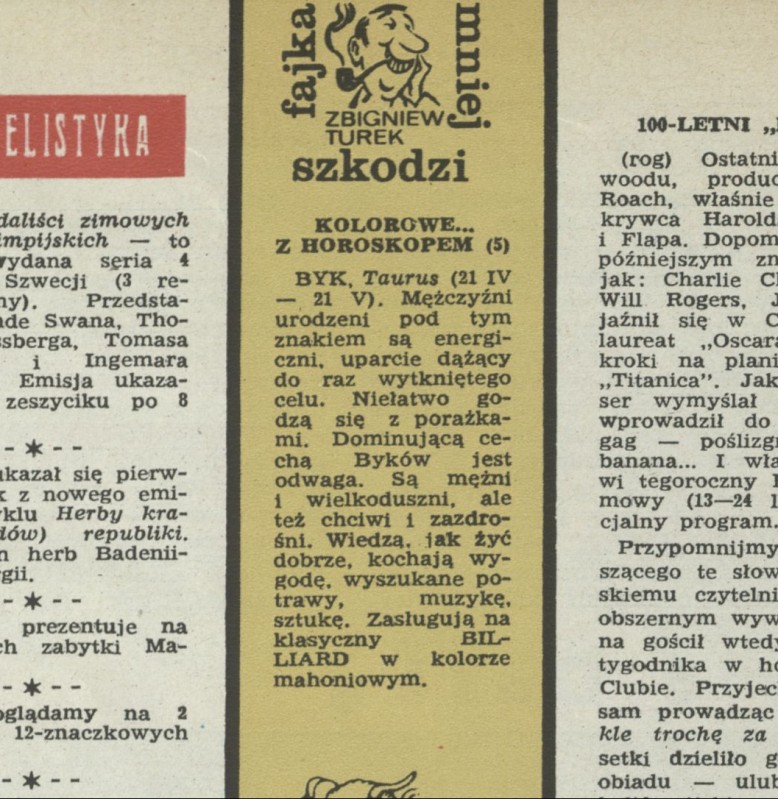 ELISTYKA
daliści zimowych
impijskich — to
wydana seria 4
Szwecji (3 re-
ny). Przedsta-
ade Swana, Tho-
ssberga, Tomasa
i Ingemara
Emisja ukaza-
zeszyciku po 8
- ✶ - -
ukazał się pierw-
k z nowego emi-
yklu Herby kra-
dów) republiki.
n herb Badenii-
rgii.
- ✶ - -
prezentuje na
ch zabytki Ma-
- ✶ - -
oglądamy na 2
12-znaczkowych
- ✶ - -
fajka
mniej
ZBIGNIEW
TUREK
szkodzi
KOLOROWE...
Z HOROSKOPEM (5)
BYK, Taurus (21 IV
— 21 V). Mężczyźni
urodzeni pod tym
znakiem są energi-
czni, uparcie dążący
do raz wytkniętego
celu. Niełatwo go-
dzą się z porażka-
mi. Dominującą ce-
chą Byków jest
odwaga. Są mężni
i wielkoduszni, ale
też chciwi i zazdro-
śni. Wiedzą, jak żyć
dobrze, kochają wy-
godę, wyszukane po-
trawy, muzykę,
sztukę. Zasługują na
klasyczny BIL-
LIARD w kolorze
mahoniowym.
100-LETNI „
(rog) Ostatni
woodu, produc
Roach, właśnie
krywca Harold
i Flapa. Dopom
późniejszym zn
jak: Charlie Ch
Will Rogers, J
jaźnił się w C
laureat „Oscara
kroki na plani
„Titanica”. Jak
ser wymyślał
wprowadził do
gag — poślizg
banana... I wła
wi tegoroczny
mowy (13—24 l
cjalny program.
Przypomnijmy
szącego te słow
skiemu czytelni
obszernym wyw
na gościł wtedy
tygodnika w ho
Clubie. Przyjech
sam prowadząc
kle trochę za
setki dzieliło g
obiadu — ulub